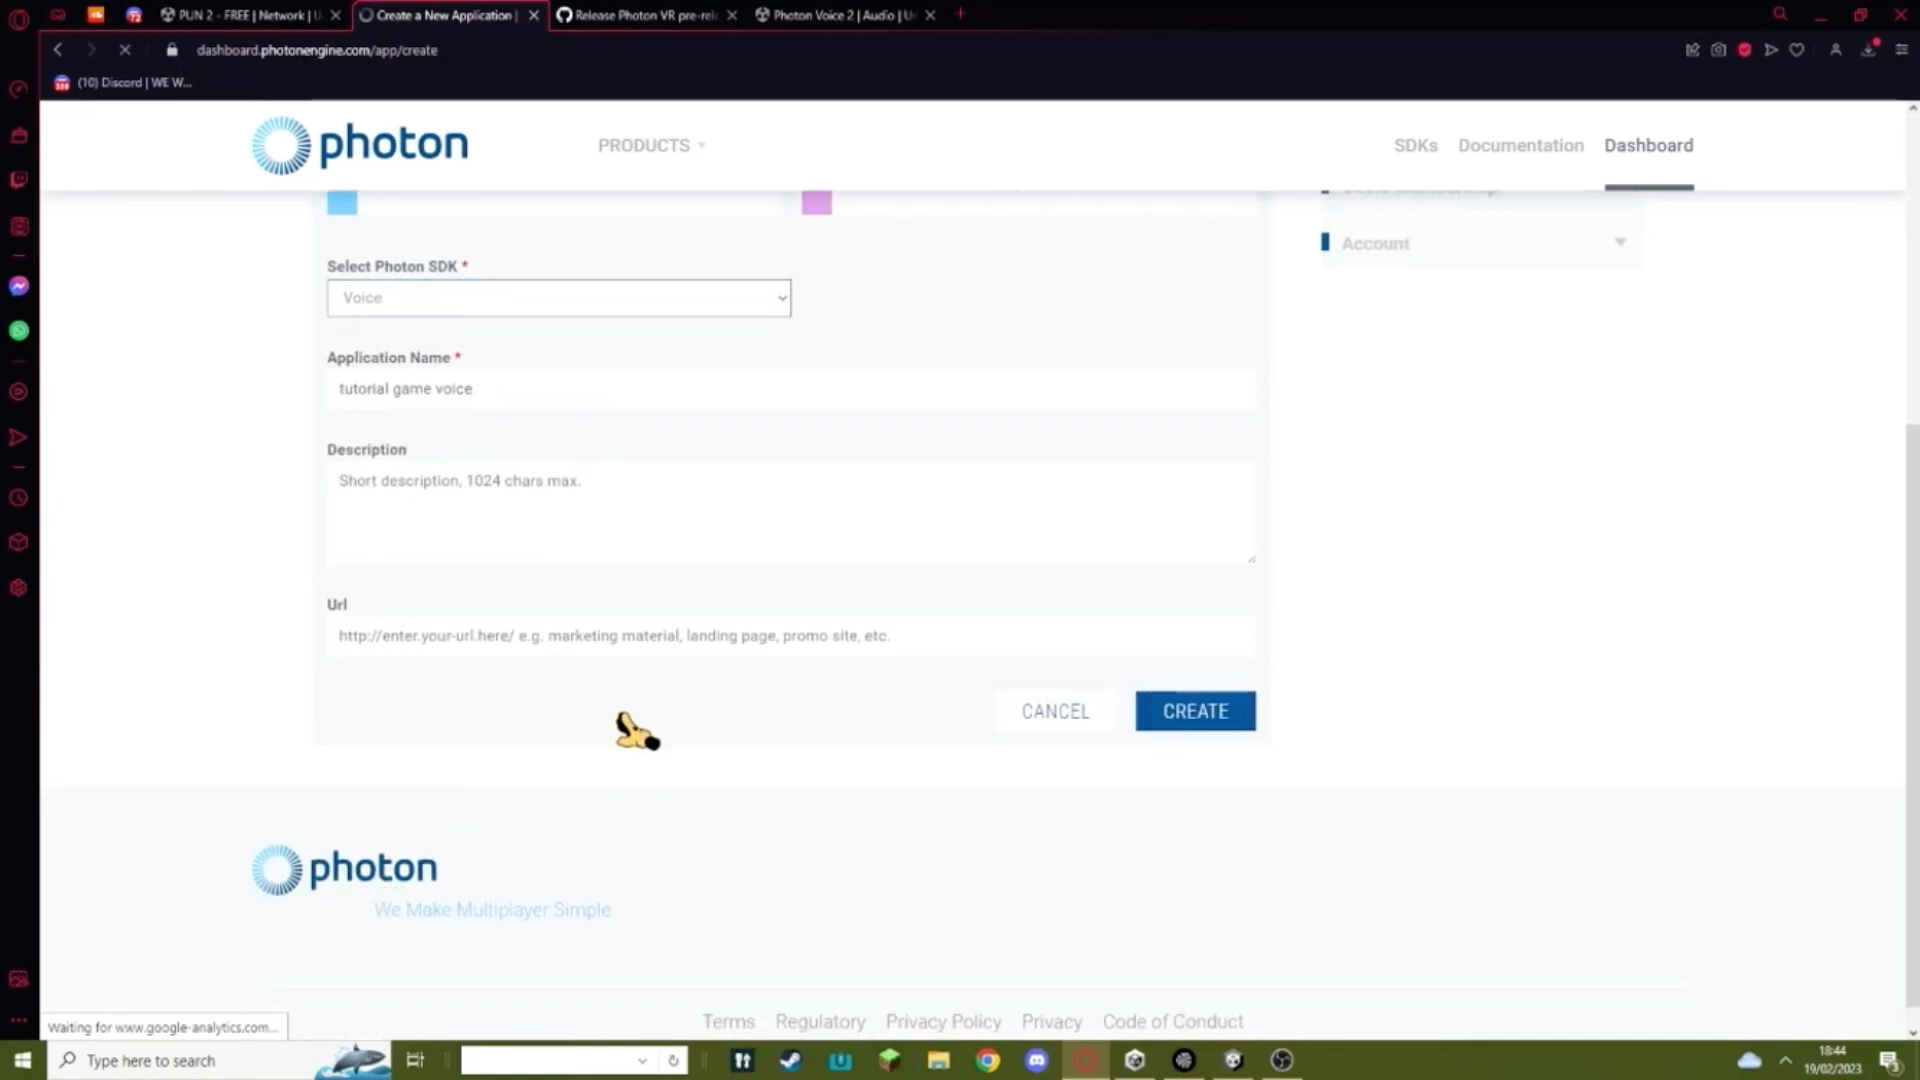 PUN 2 - FREE | Network | U
Create a New Application |
Release Photon VR pre-rel
Photon Voice 2 | Audio | U
dashboard.photonengine.com/app/create
(10) Discord | WE W...
photon
PRODUCTS
SDKs
Documentation
Dashboard
Account
Select Photon SDK *
Voice
Application Name *
tutorial game voice
Description
Short description, 1024 chars max.
Url
http://enter.your-url.here/ e.g. marketing material, landing page, promo site, etc.
CANCEL
CREATE
photon
We Make Multiplayer Simple
Terms
Regulatory
Privacy Policy
Privacy
Code of Conduct
Waiting for www.google-analytics.com...
Type here to search
18:44
19/02/2023